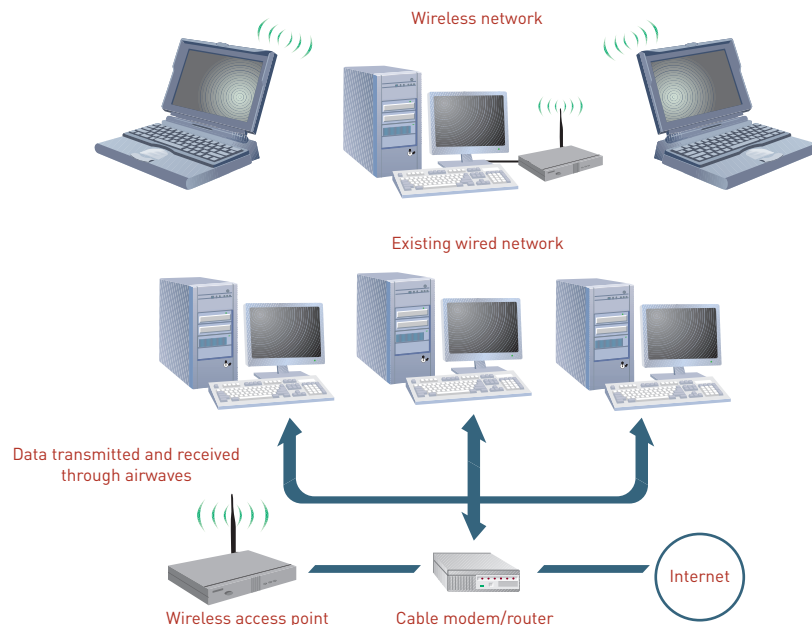 Wireless network
Existing wired network
Data transmitted and received
through airwaves
Internet
Wireless access point
Cable modem/router